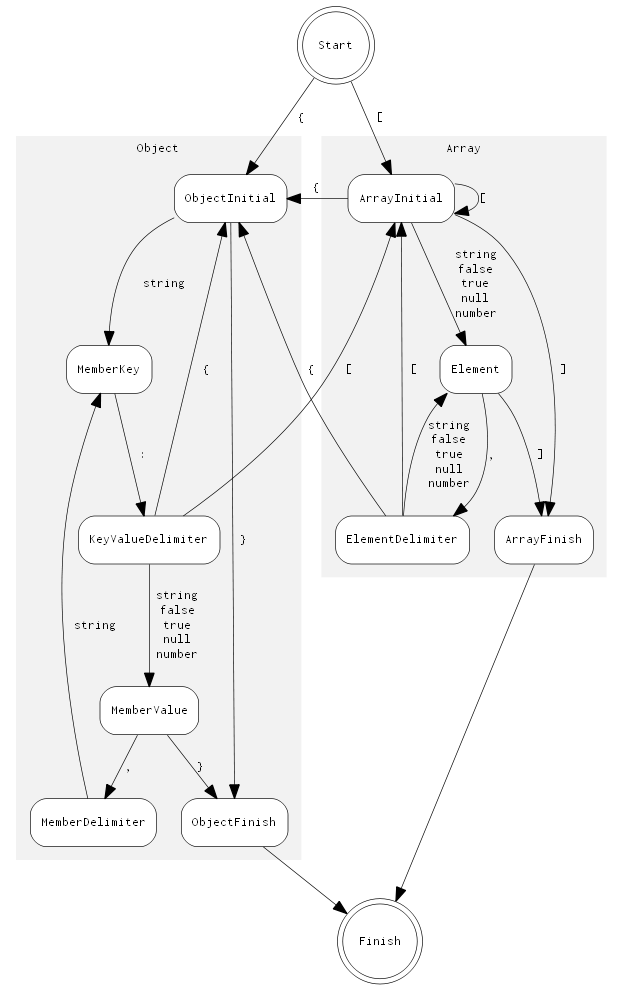 Start
{
[
Object
Array
ObjectInitial
{
ArrayInitial
[
string
string
false
true
null
number
MemberKey
{
{
[
[
Element
]
:
string
false
true
null
number
,
]
KeyValueDelimiter
}
ElementDelimiter
ArrayFinish
string
string
false
true
null
number
MemberValue
,
}
MemberDelimiter
ObjectFinish
Finish